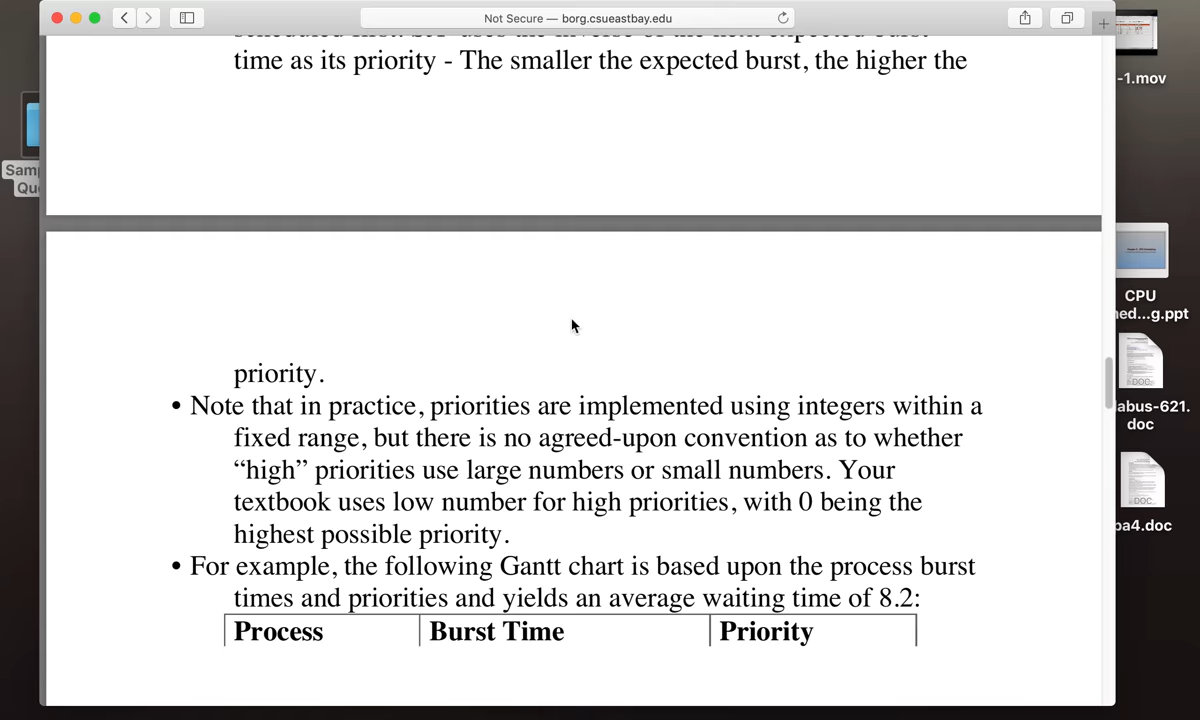 Not Secure — borg.csueastbay.edu
time as its priority - The smaller the expected burst, the higher the
priority.
• Note that in practice, priorities are implemented using integers within a
fixed range, but there is no agreed-upon convention as to whether
“high” priorities use large numbers or small numbers. Your
textbook uses low number for high priorities, with 0 being the
highest possible priority.
• For example, the following Gantt chart is based upon the process burst
times and priorities and yields an average waiting time of 8.2:
Process Burst Time Priority
Sam
Qu
-1.mov
CPU
ned...g.ppt
DOC
abus-621.
doc
DOC
pa4.doc